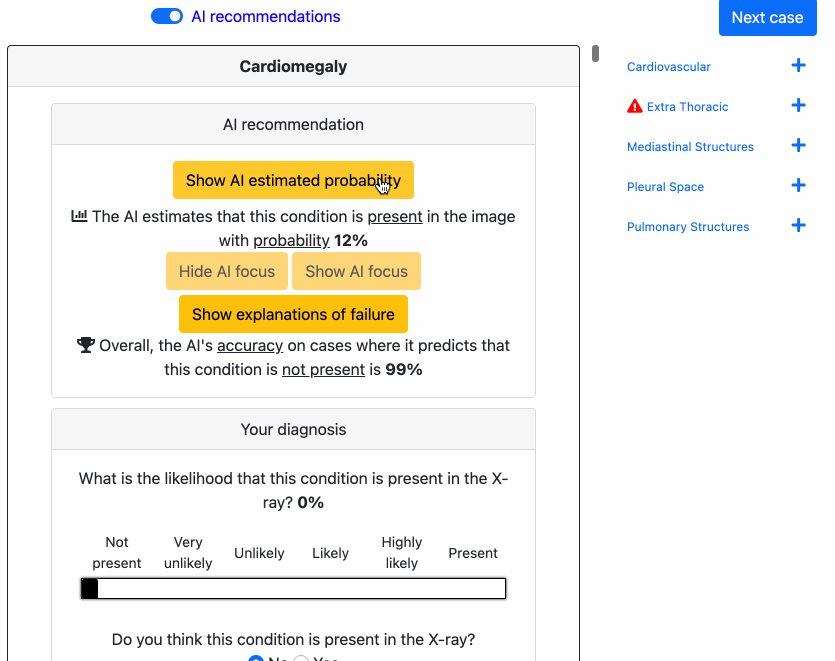 AI recommendations
Next case
Cardiomegaly
AI recommendation
Show AI estimated probability
The AI estimates that this condition is present in the image
with probability 12%
Hide AI focus Show AI focus
Show explanations of failure
Overall, the AI's accuracy on cases where it predicts that
this condition is not present is 99%
Your diagnosis
What is the likelihood that this condition is present in the X-
ray? 0%
Not present
Very unlikely
Unlikely
Likely
Highly likely
Present
Do you think this condition is present in the X-ray?
No Yes
Cardiovascular
Extra Thoracic
Mediastinal Structures
Pleural Space
Pulmonary Structures